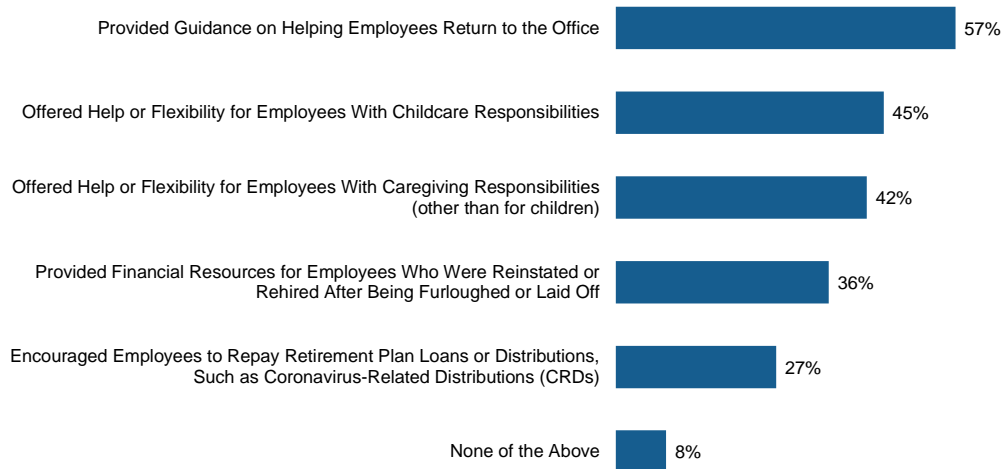 Provided Guidance on Helping Employees Return to the Office
57%
Offered Help or Flexibility for Employees With Childcare Responsibilities
45%
Offered Help or Flexibility for Employees With Caregiving Responsibilities
(other than for children)
42%
Provided Financial Resources for Employees Who Were Reinstated or
Rehired After Being Furloughed or Laid Off
36%
Encouraged Employees to Repay Retirement Plan Loans or Distributions,
Such as Coronavirus-Related Distributions (CRDs)
27%
None of the Above
8%